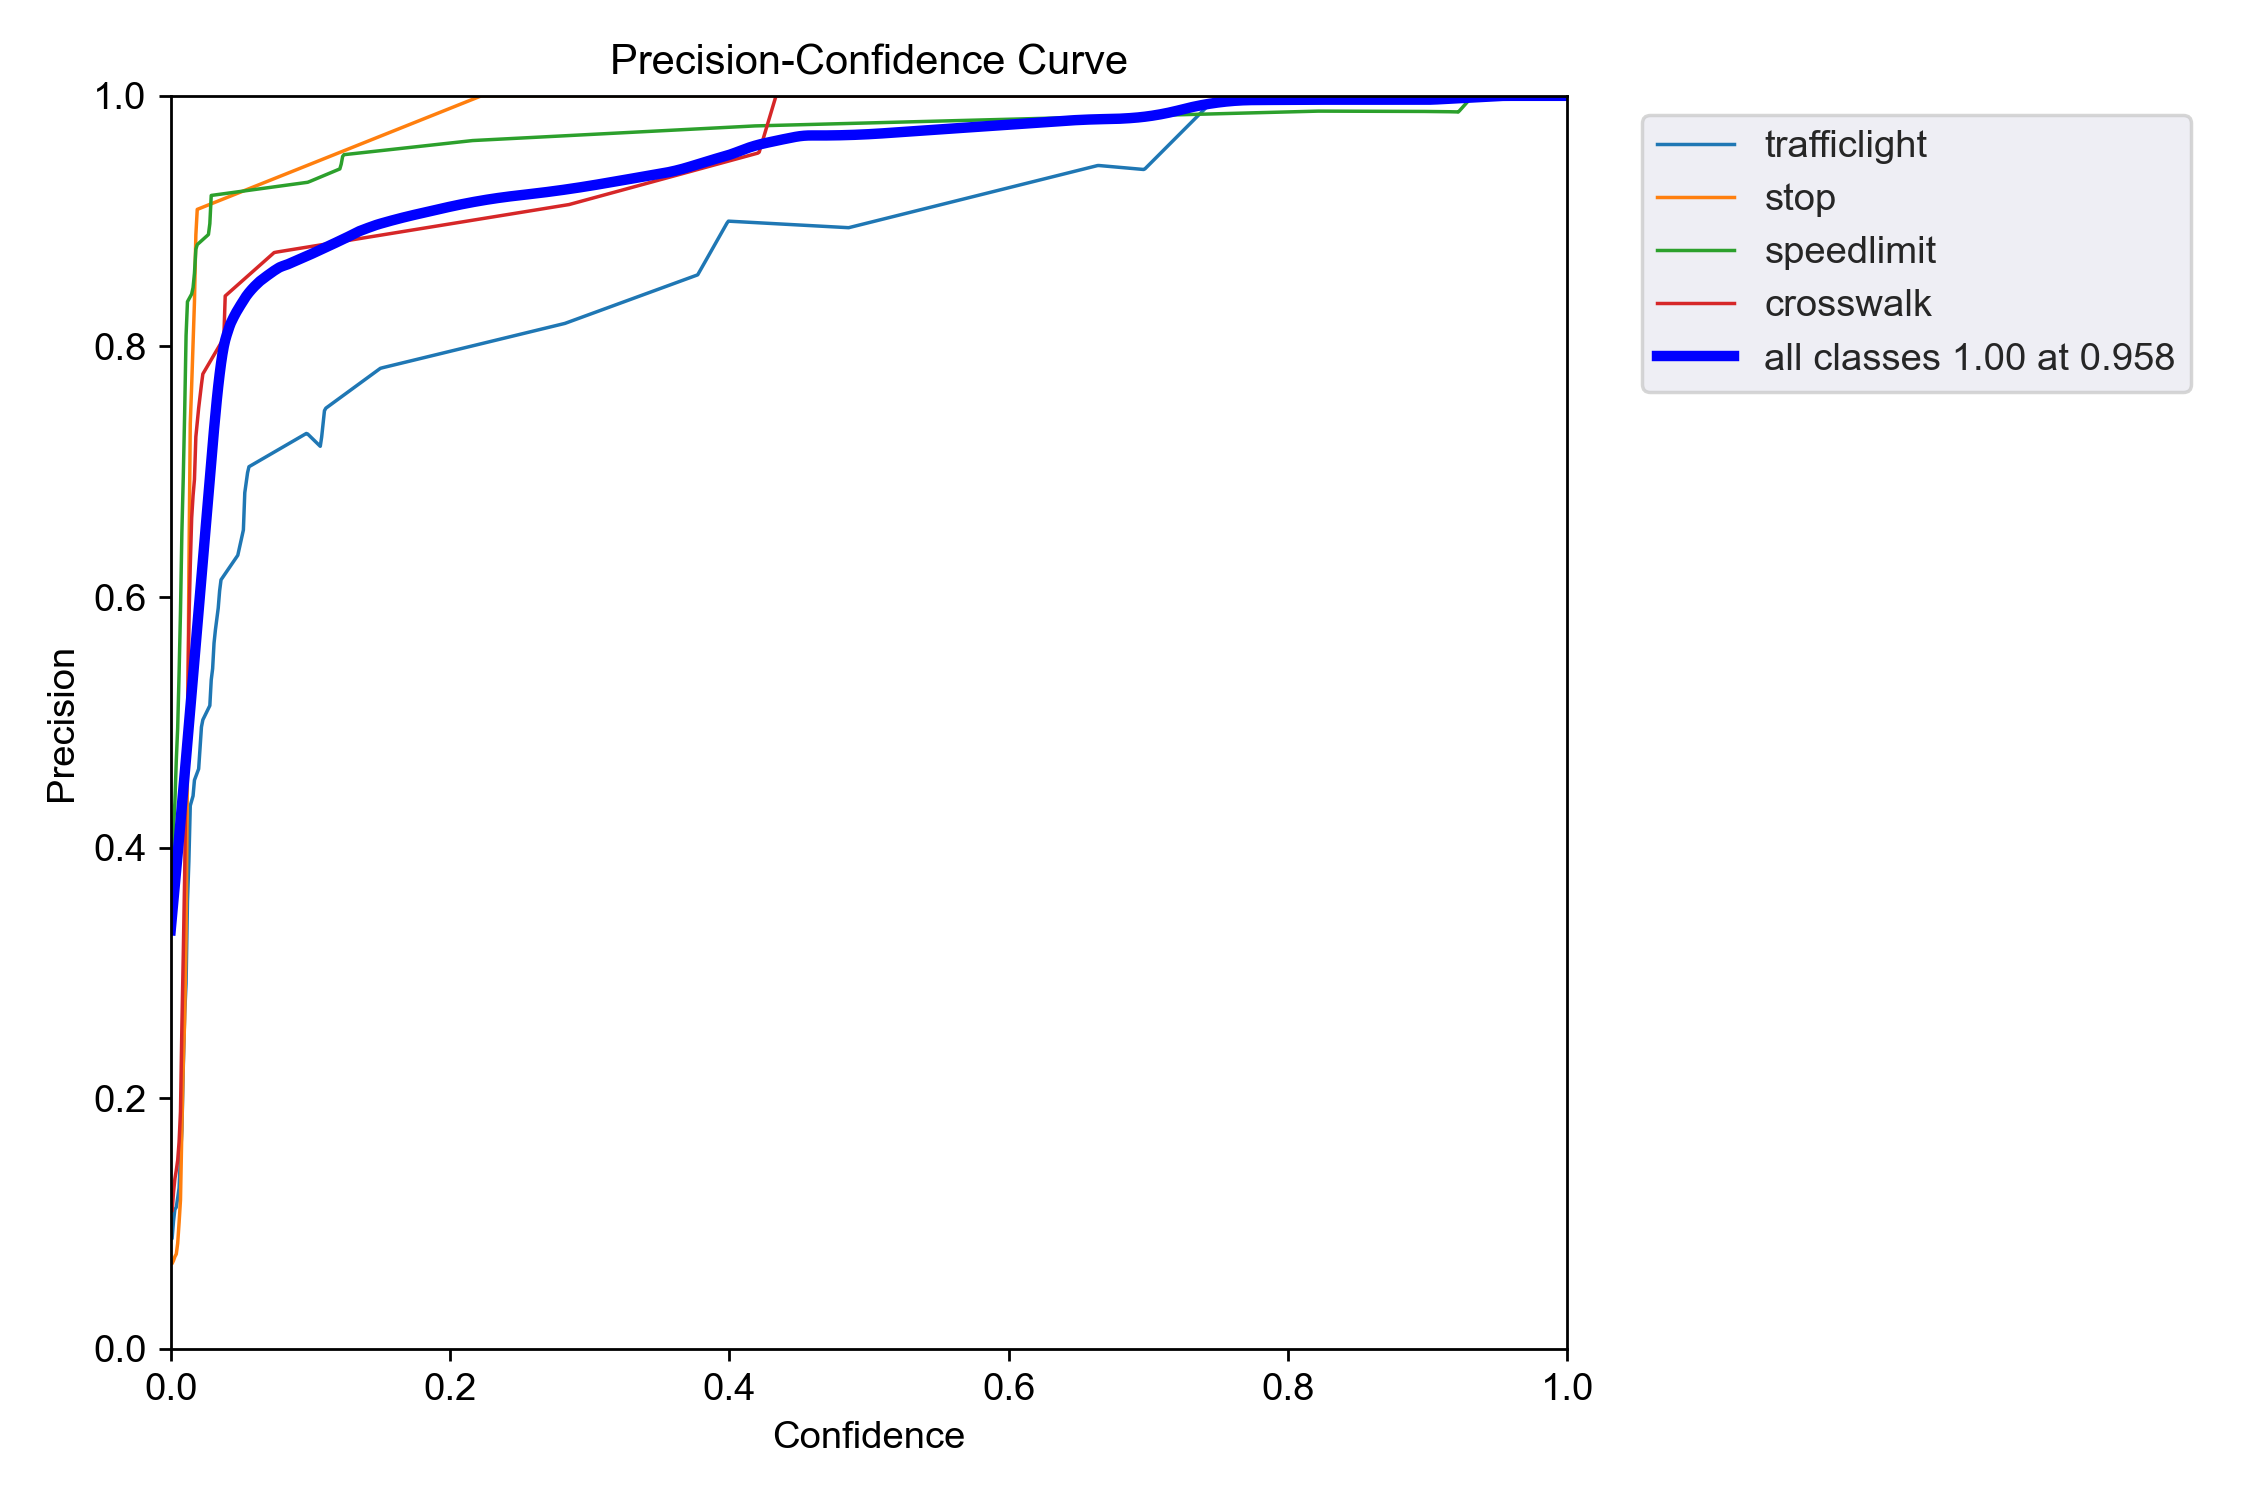 Precision-Confidence Curve
1.0
0.8
0.6
0.4
0.2
0.0
Precision
0.0 0.2 0.4 0.6 0.8 1.0
Confidence
trafficlight
stop
speedlimit
crosswalk
all classes 1.00 at 0.958